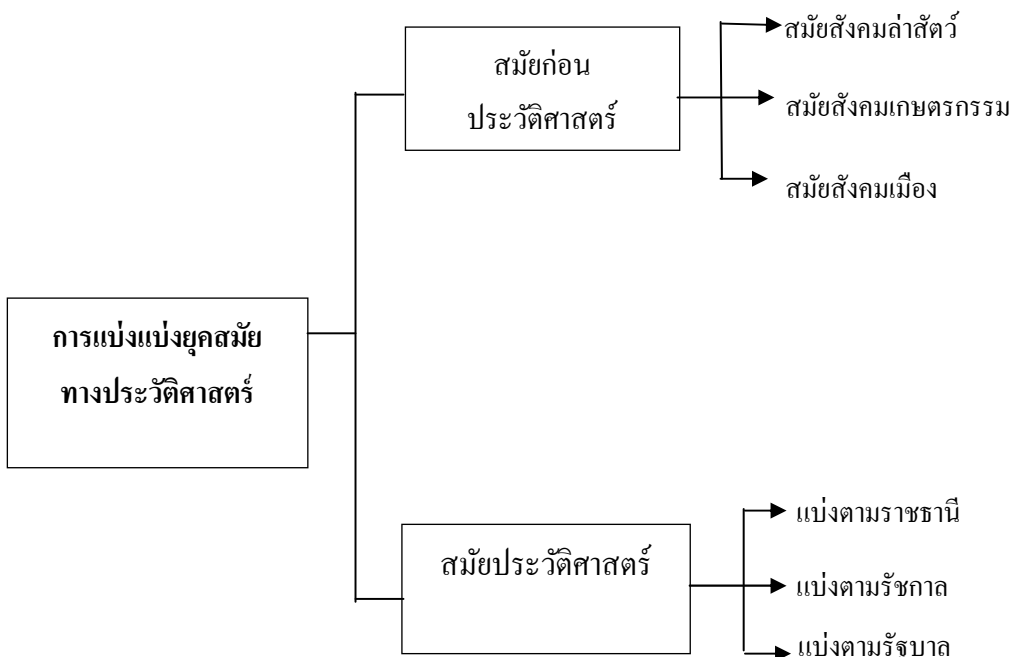 สมัยสังคมล่าสัตว์
สมัยก่อน
ประวัติศาสตร์
สมัยสังคมเกษตรกรรม
สมัยสังคมเมือง
การแบ่งแบ่งยุคสมัย
ทางประวัติศาสตร์
แบ่งตามราชธานี
สมัยประวัติศาสตร์
แบ่งตามรัชกาล
แบ่งตามรัฐบาล